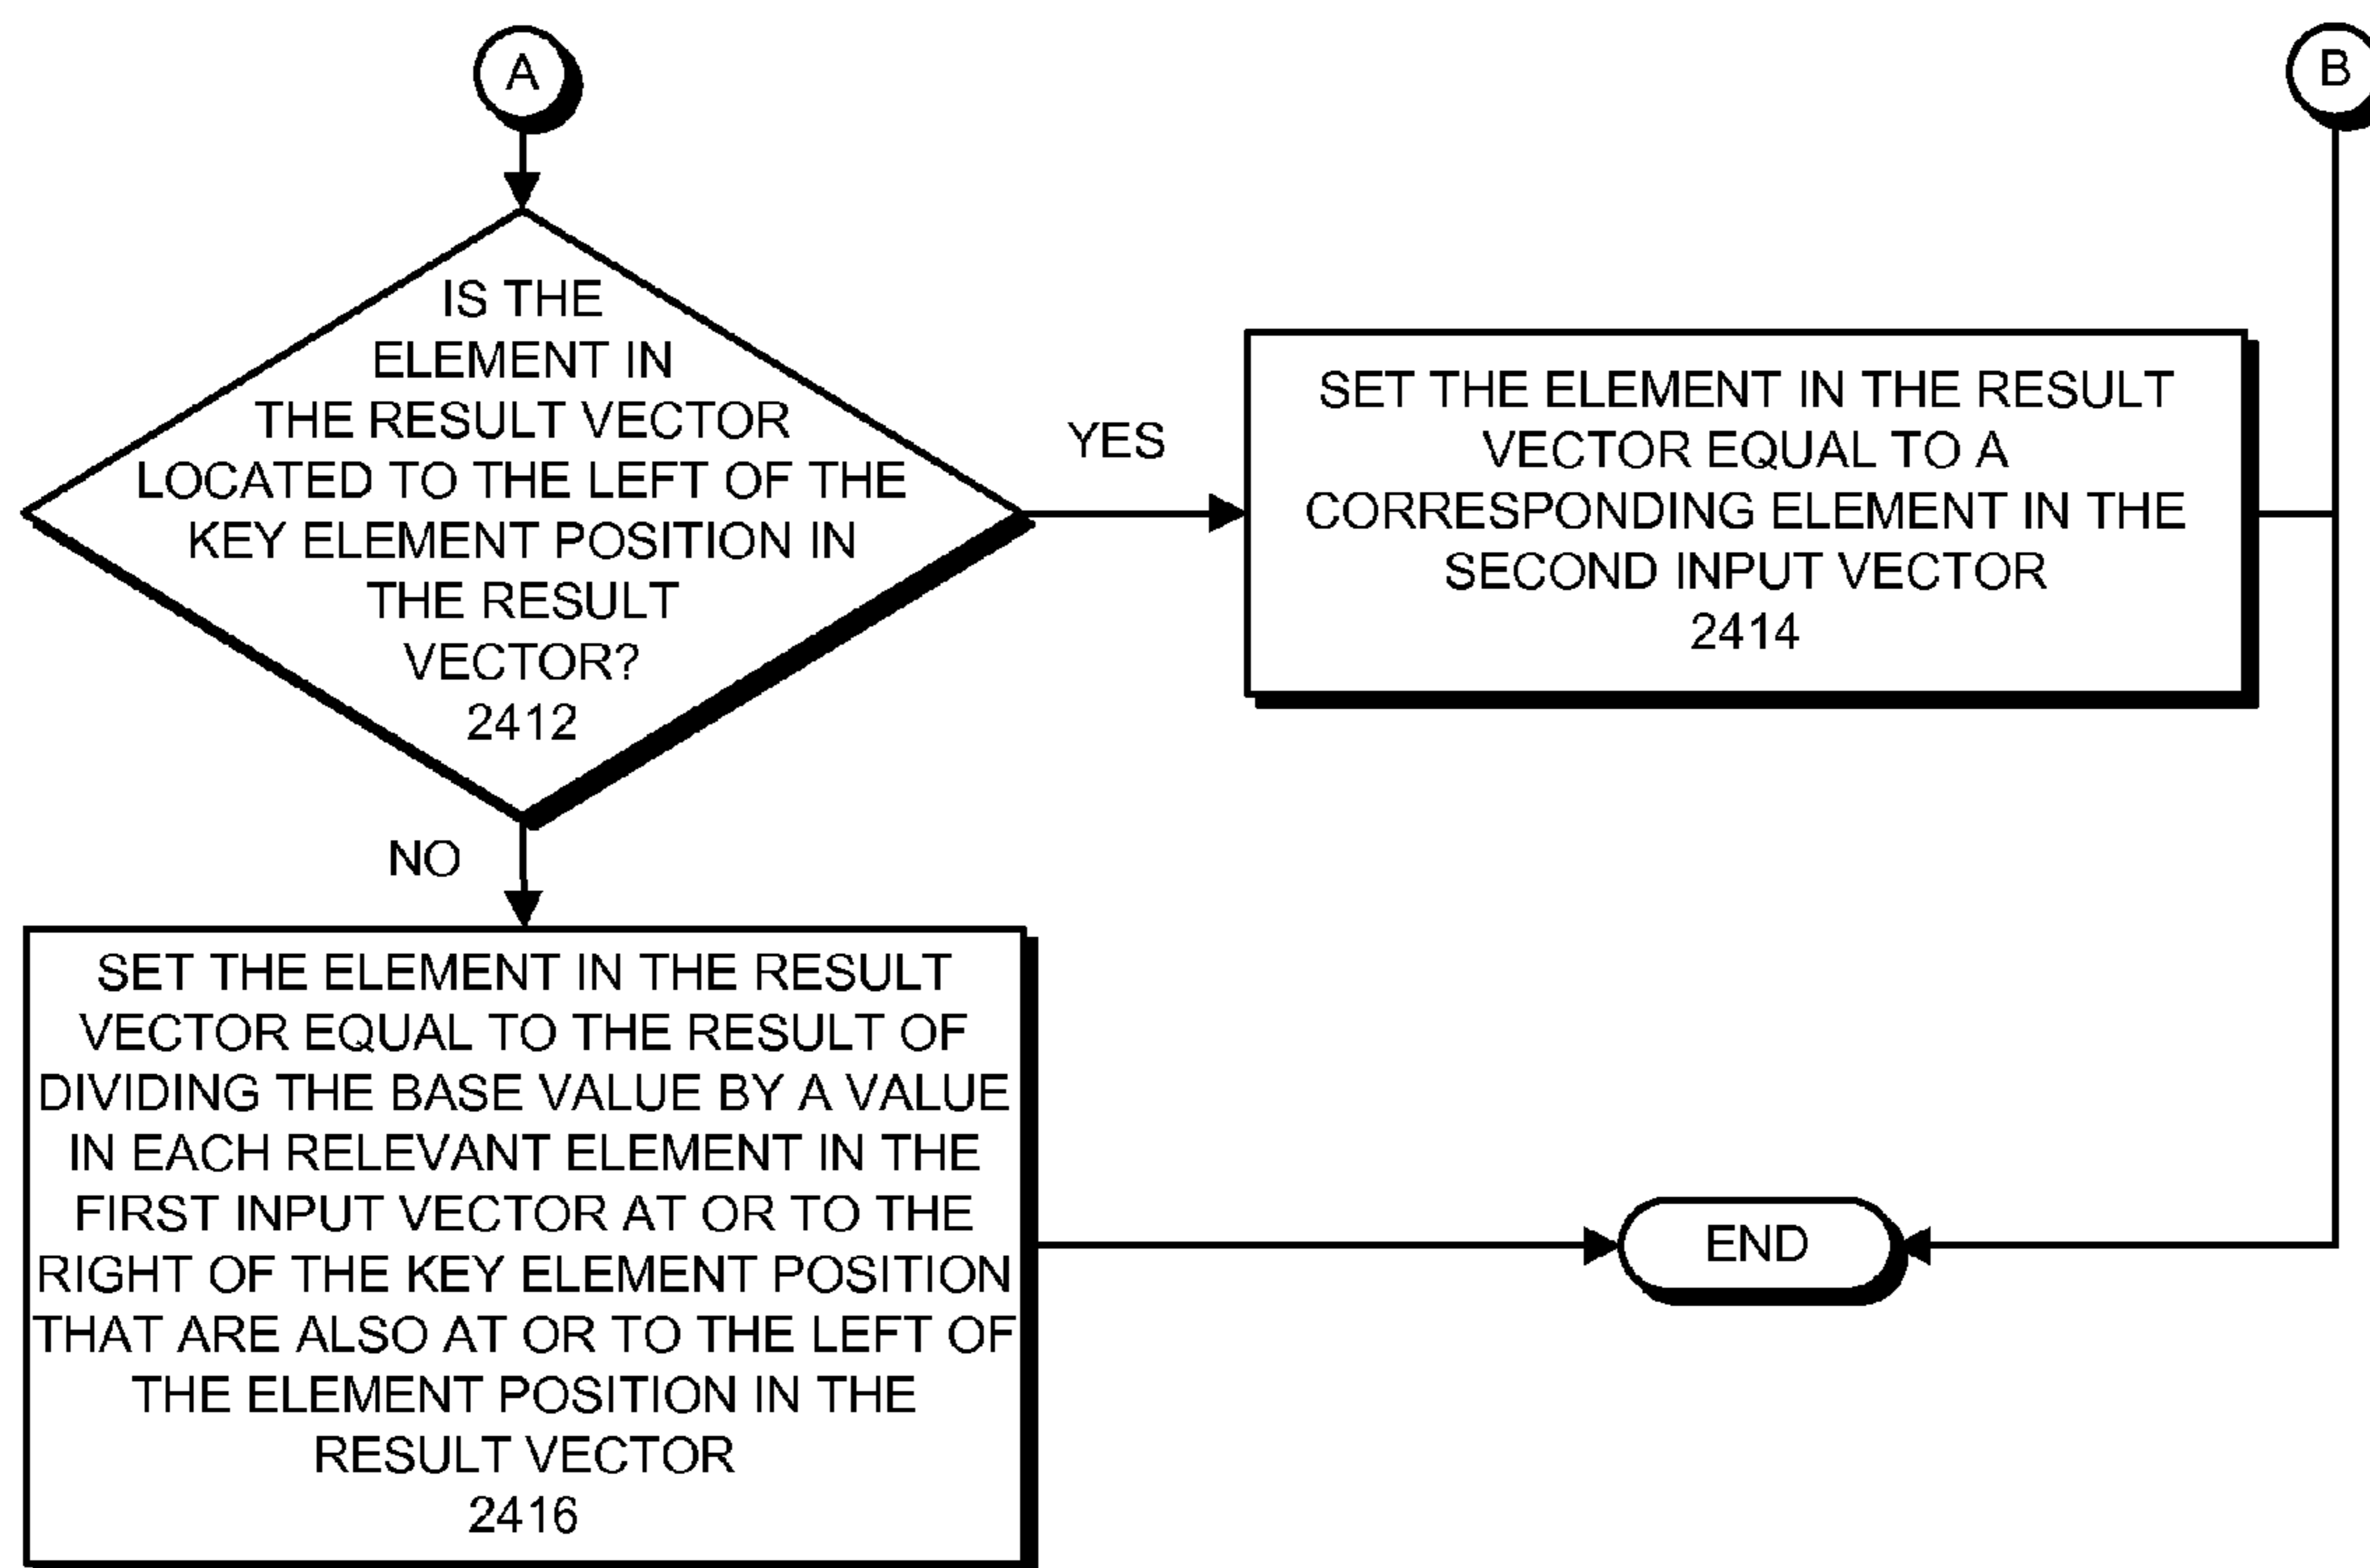 A
B
IS THE
ELEMENT IN
THE RESULT VECTOR
LOCATED TO THE LEFT OF THE
KEY ELEMENT POSITION IN
THE RESULT
VECTOR?
2412
YES
SET THE ELEMENT IN THE RESULT
VECTOR EQUAL TO A
CORRESPONDING ELEMENT IN THE
SECOND INPUT VECTOR
2414
NO
SET THE ELEMENT IN THE RESULT
VECTOR EQUAL TO THE RESULT OF
DIVIDING THE BASE VALUE BY A VALUE
IN EACH RELEVANT ELEMENT IN THE
FIRST INPUT VECTOR AT OR TO THE
RIGHT OF THE KEY ELEMENT POSITION
THAT ARE ALSO AT OR TO THE LEFT OF
THE ELEMENT POSITION IN THE
RESULT VECTOR
2416
END